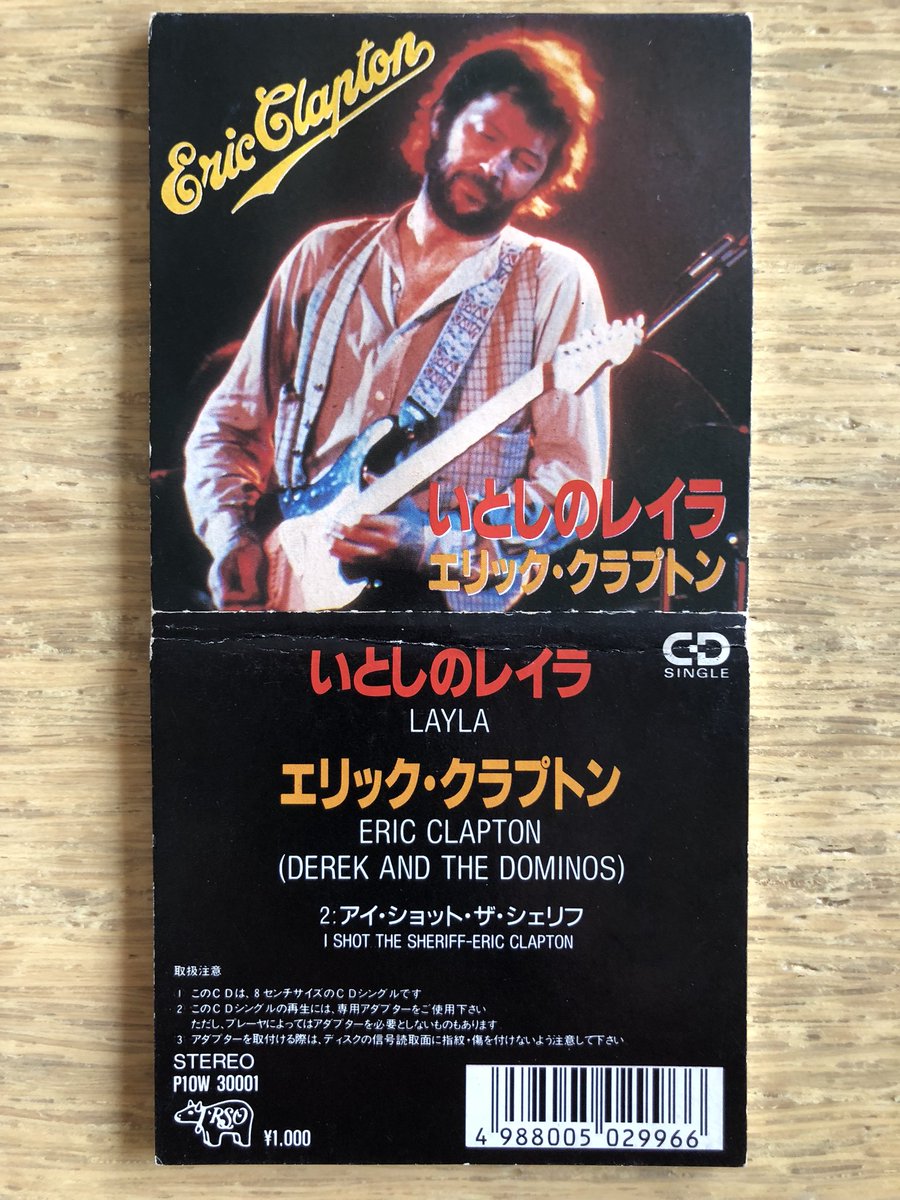 Eric Clapton
いとしのレイラ
エリック・クラプトン
CD
SINGLE
いとしのレイラ
LAYLA
エリック・クラプトン
ERIC CLAPTON
(DEREK AND THE DOMINOS)
2:アイ・ショット・ザ・シェリフ
I SHOT THE SHERIFF-ERIC CLAPTON
取扱注意
1 このCDは、8センチサイズのCDシングルです
2 このCDシングルの再生には、専用アダプターをご使用下さい
ただし、プレーヤによってはアダプターを必要としないものもあります
3 アダプターを取付ける際は、ディスクの信号読取面に指紋・傷を付けないよう注意して下さい
STEREO
P10W 30001
RSO
¥1,000
4 988005 029966